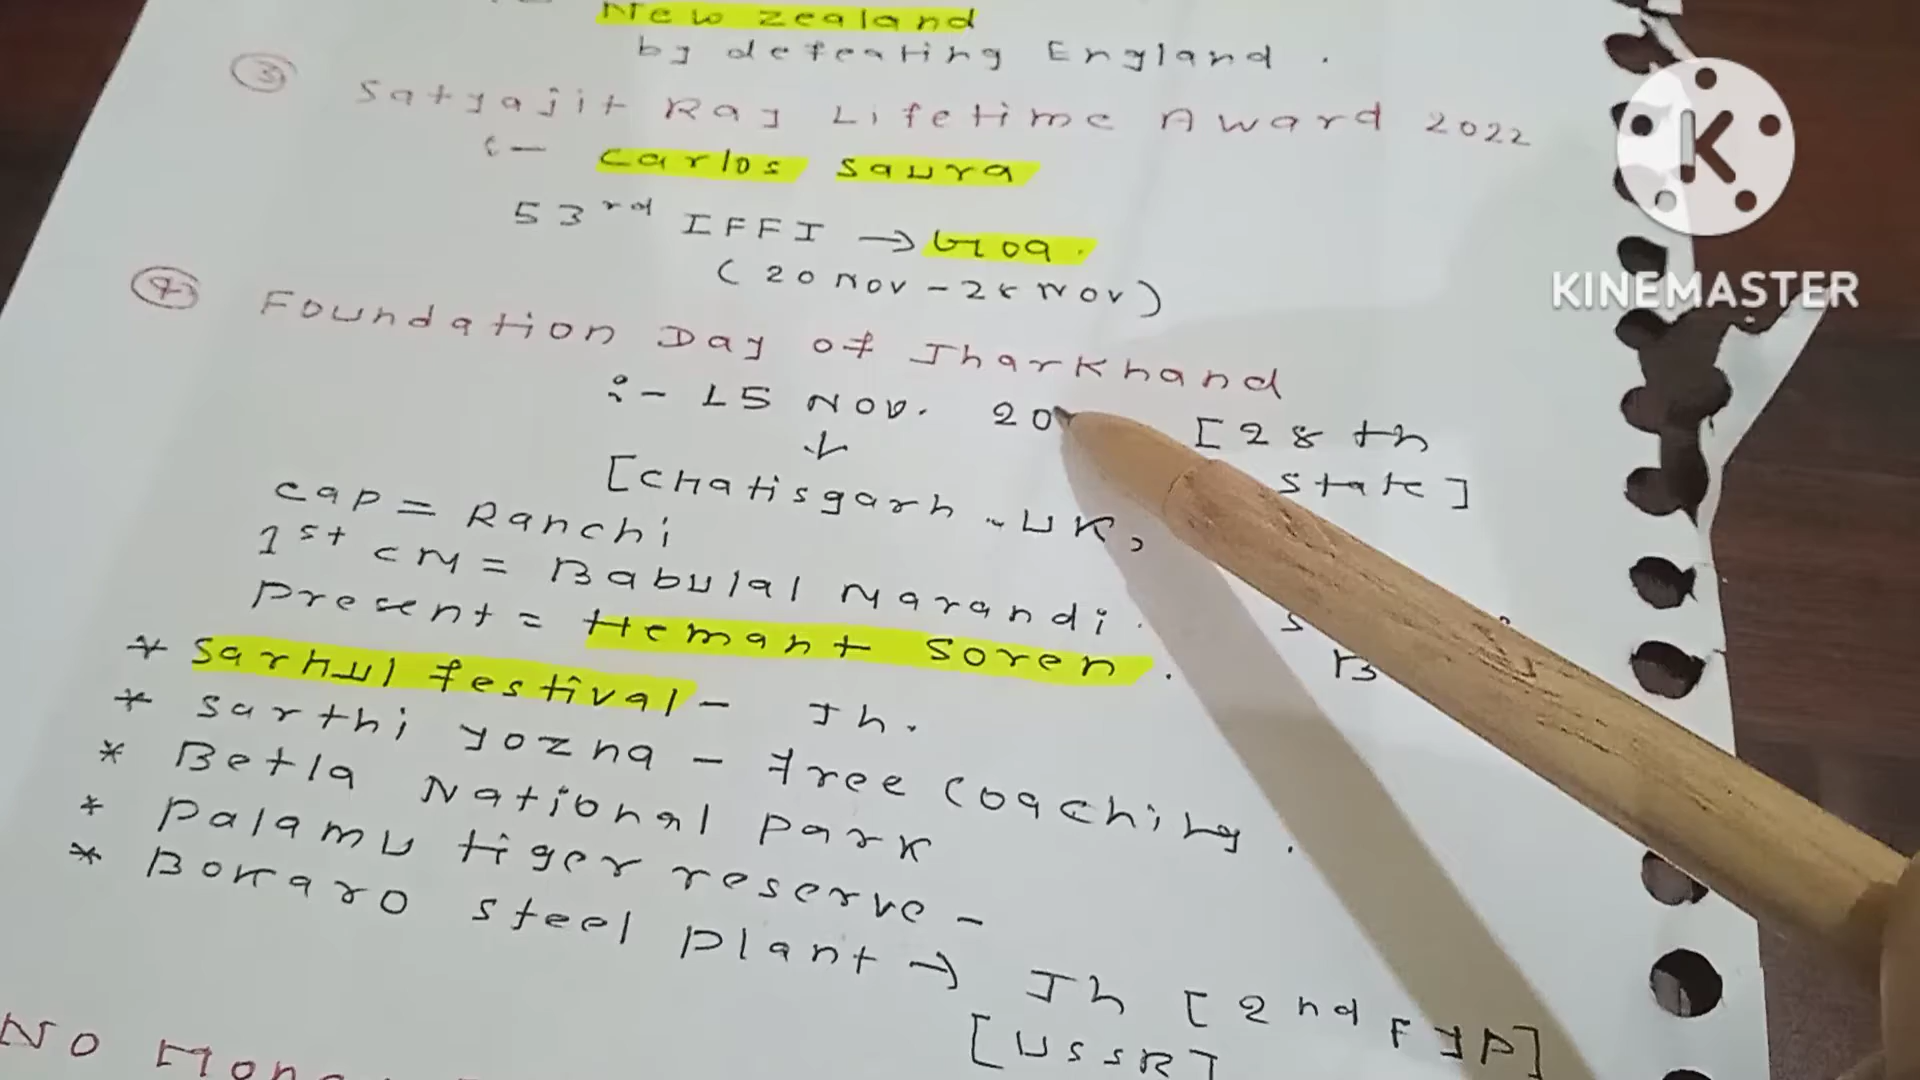 New zealand
by defeating England.
③ Satyajit Ray Lifetime Award 2022
:- Carlos Saura
53rd IFFI → Goa.
(20 Nov - 28 Nov)
④ Foundation Day of Jharkhand
:- 15 Nov. 20 [28th
state]
↓
[Chatisgarh - UK,
cap = Ranchi
1st CM = Babulal Marandi.
Present = Hemant Soren.
* Sarhul festival - Jh.
* Sarthi yozna - free coaching.
* Betla National Park
* Palamu tiger reserve -
* Bokaro steel plant → Jh [2nd FYP]
[USSR]
No
KINEMASTER